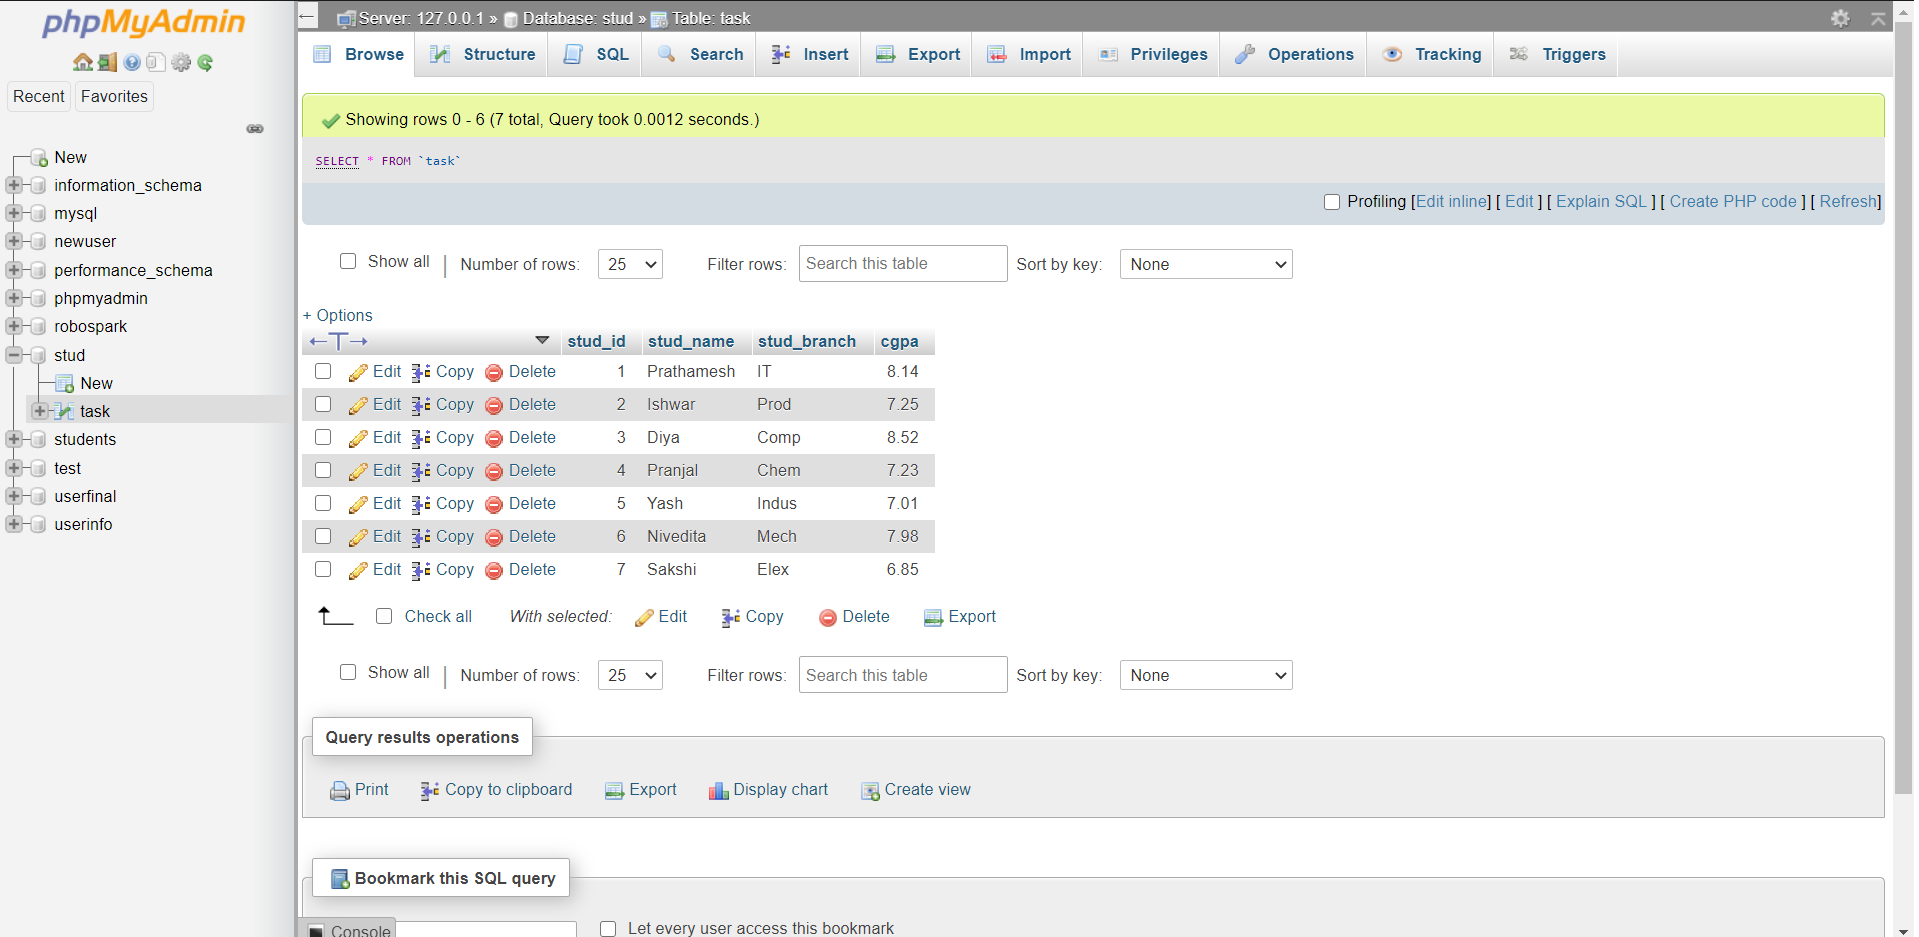 phpMyAdmin
Recent Favorites
New
information_schema
mysql
newuser
performance_schema
phpmyadmin
robospark
stud
New
task
students
test
userfinal
userinfo
Server: 127.0.0.1 » Database: stud » Table: task
Browse Structure SQL Search Insert Export Import Privileges Operations Tracking Triggers
Showing rows 0 - 6 (7 total, Query took 0.0012 seconds.)
SELECT * FROM `task`
Profiling [Edit inline] [ Edit ] [ Explain SQL ] [ Create PHP code ] [ Refresh]
Show all | Number of rows: 25 Filter rows: Search this table Sort by key: None
+ Options
←T→ stud_id stud_name stud_branch cgpa
Edit Copy Delete 1 Prathamesh IT 8.14
Edit Copy Delete 2 Ishwar Prod 7.25
Edit Copy Delete 3 Diya Comp 8.52
Edit Copy Delete 4 Pranjal Chem 7.23
Edit Copy Delete 5 Yash Indus 7.01
Edit Copy Delete 6 Nivedita Mech 7.98
Edit Copy Delete 7 Sakshi Elex 6.85
Check all With selected: Edit Copy Delete Export
Show all | Number of rows: 25 Filter rows: Search this table Sort by key: None
Query results operations
Print Copy to clipboard Export Display chart Create view
Bookmark this SQL query
Console Let every user access this bookmark